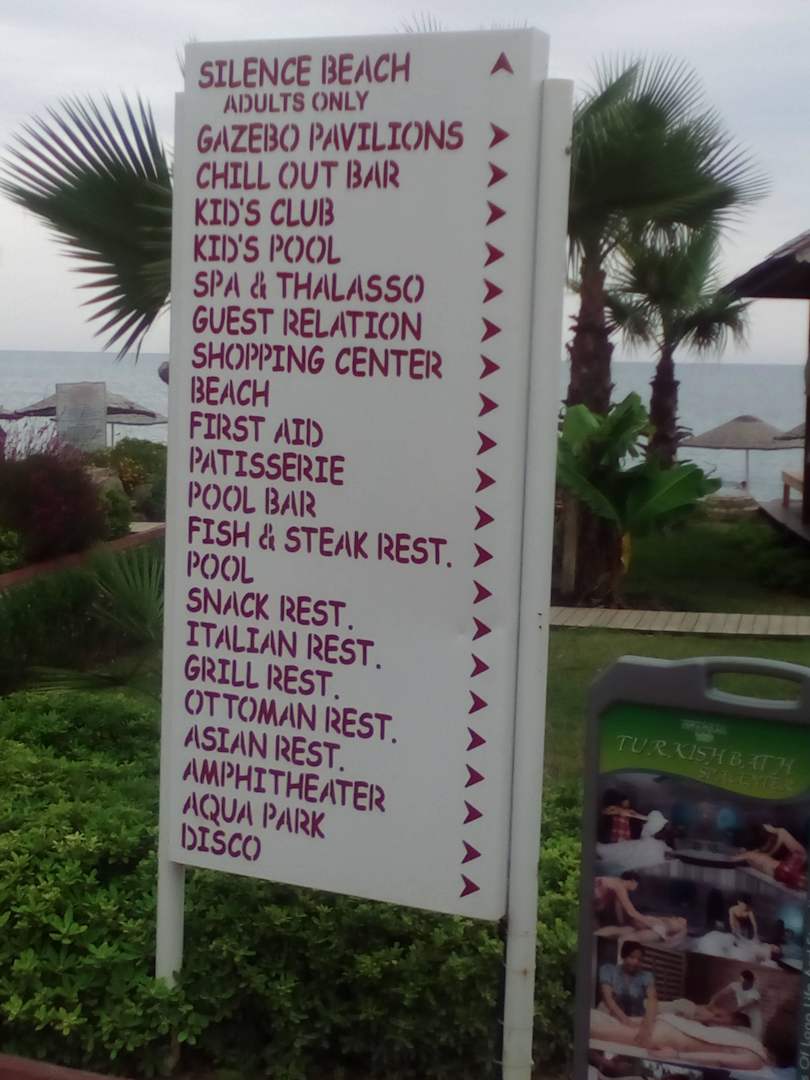 SILENCE BEACH
ADULTS ONLY
GAZEBO PAVILIONS
CHILL OUT BAR
KID'S CLUB
KID'S POOL
SPA & THALASSO
GUEST RELATION
SHOPPING CENTER
BEACH
FIRST AID
PATISSERIE
POOL BAR
FISH & STEAK REST.
POOL
SNACK REST.
ITALIAN REST.
GRILL REST.
OTTOMAN REST.
ASIAN REST.
AMPHITHEATER
AQUA PARK
DISCO
TURKISH BATH